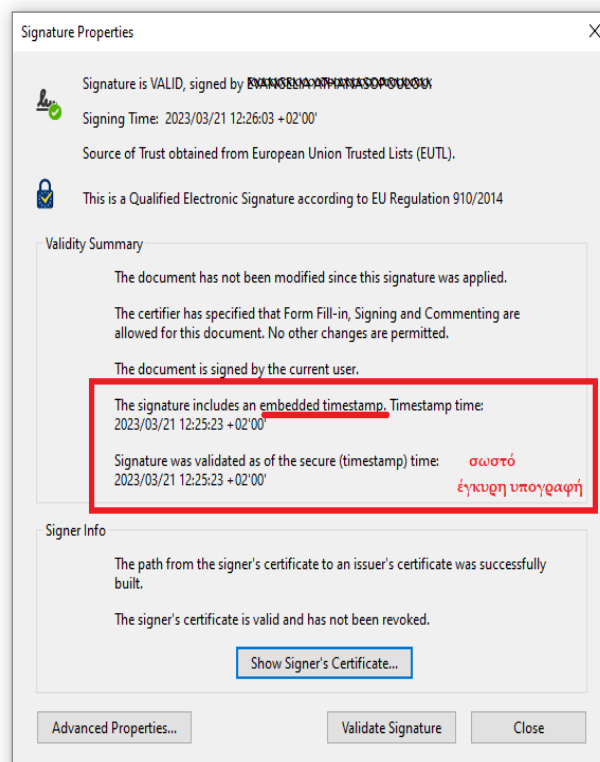 Signature Properties
Signature is VALID, signed by
Signing Time: 2023/03/21 12:26:03 +02'00'
Source of Trust obtained from European Union Trusted Lists (EUTL).
This is a Qualified Electronic Signature according to EU Regulation 910/2014
Validity Summary
The document has not been modified since this signature was applied.
The certifier has specified that Form Fill-in, Signing and Commenting are
allowed for this document. No other changes are permitted.
The document is signed by the current user.
The signature includes an embedded timestamp. Timestamp time:
2023/03/21 12:25:23 +02'00'
Signature was validated as of the secure (timestamp) time:
σωστό
2023/03/21 12:25:23 +02'00'
έγκυρη υπογραφή
Signer Info
The path from the signer's certificate to an issuer's certificate was successfully
built.
The signer's certificate is valid and has not been revoked.
Show Signer's Certificate...
Advanced Properties...
Validate Signature
Close